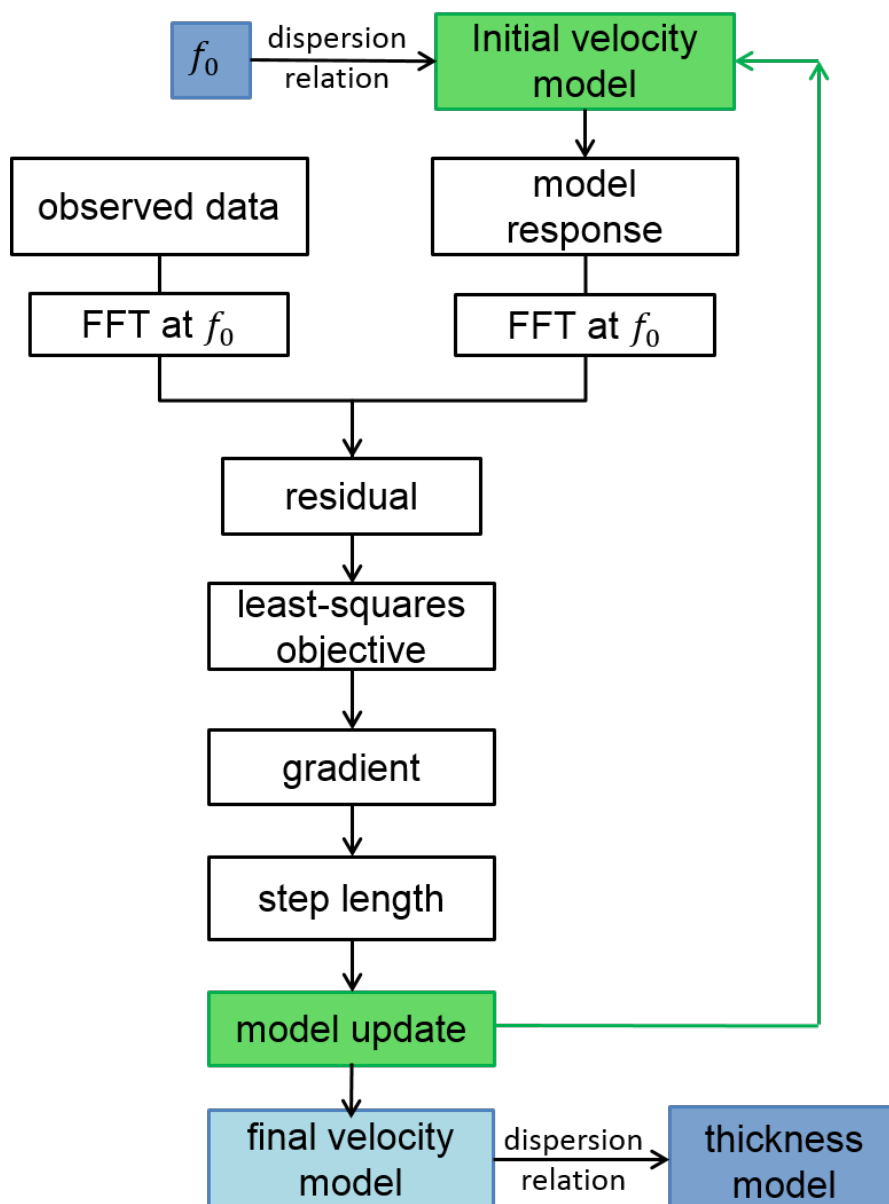 f₀
dispersion
relation
Initial velocity
model
observed data
model
response
FFT at f₀
FFT at f₀
residual
least-squares
objective
gradient
step length
model update
final velocity
model
dispersion
relation
thickness
model